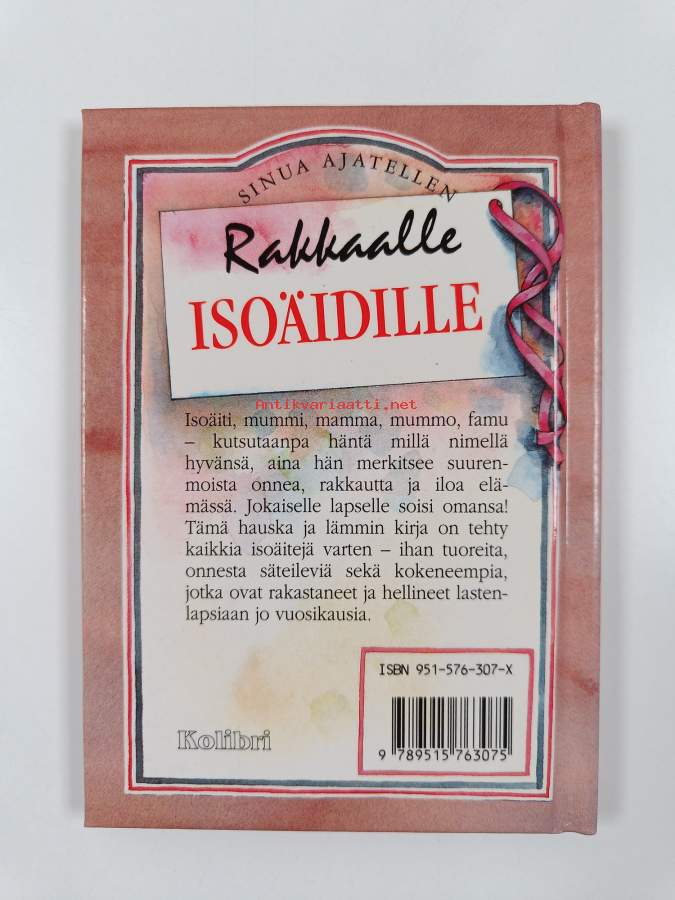 SINUA AJATELLEN
Rakkaalle
ISOÄIDILLE
Antikvariaatti.net
Isoäiti, mummi, mamma, mummo, famu
– kutsutaanpa häntä millä nimellä
hyvänsä, aina hän merkitsee suuren-
moista onnea, rakkautta ja iloa elä-
mässä. Jokaiselle lapselle soisi omansa!
Tämä hauska ja lämmin kirja on tehty
kaikkia isoäitejä varten – ihan tuoreita,
onnesta säteileviä sekä kokeneempia,
jotka ovat rakastaneet ja hellineet lasten-
lapsiaan jo vuosikausia.
ISBN 951-576-307-X
Kolibri
9 789515 763075